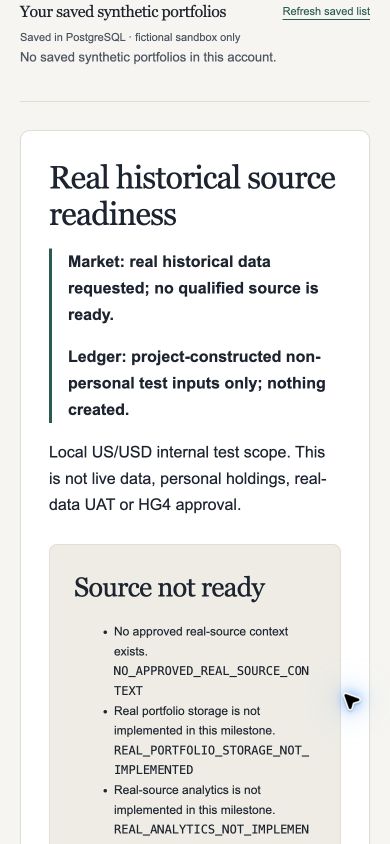 Your saved synthetic portfolios
Refresh saved list
Saved in PostgreSQL · fictional sandbox only
No saved synthetic portfolios in this account.
Real historical source
readiness
Market: real historical data
requested; no qualified source is
ready.
Ledger: project-constructed non-
personal test inputs only; nothing
created.
Local US/USD internal test scope. This
is not live data, personal holdings, real-
data UAT or HG4 approval.
Source not ready
• No approved real-source context
exists.
NO_APPROVED_REAL_SOURCE_CON
TEXT
• Real portfolio storage is not
implemented in this milestone.
REAL_PORTFOLIO_STORAGE_NOT_
IMPLEMENTED
• Real-source analytics is not
implemented in this milestone.
REAL_ANALYTICS_NOT_IMPLEMEN